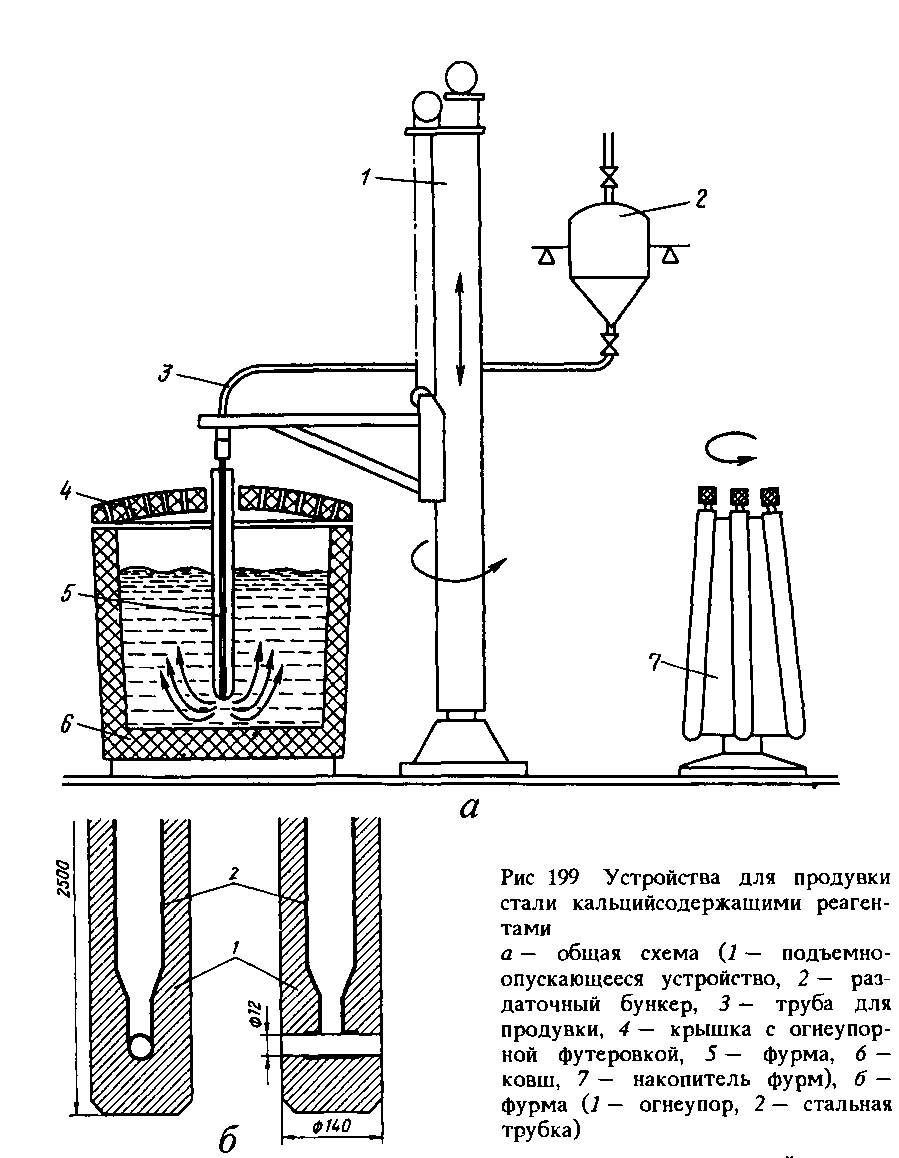 1
2
3
4
5
6
7
а
2500
2
1
Ф12
Ф140
б
Рис 199 Устройства для продувки
стали кальцийсодержащими реаген-
тами
а — общая схема (1 — подъемно-
опускающееся устройство, 2 — раз-
даточный бункер, 3 — труба для
продувки, 4 — крышка с огнеупор-
ной футеровкой, 5 — фурма, 6 —
ковш, 7 — накопитель фурм), б —
фурма (1 — огнеупор, 2 — стальная
трубка)